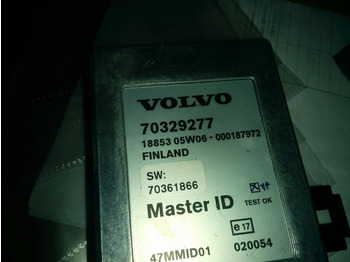 VOLVO
70329277
18853 05W06 - 000187972
FINLAND
SW:
70361866
Master ID
TEST OK
e 17
47MMID01 020054